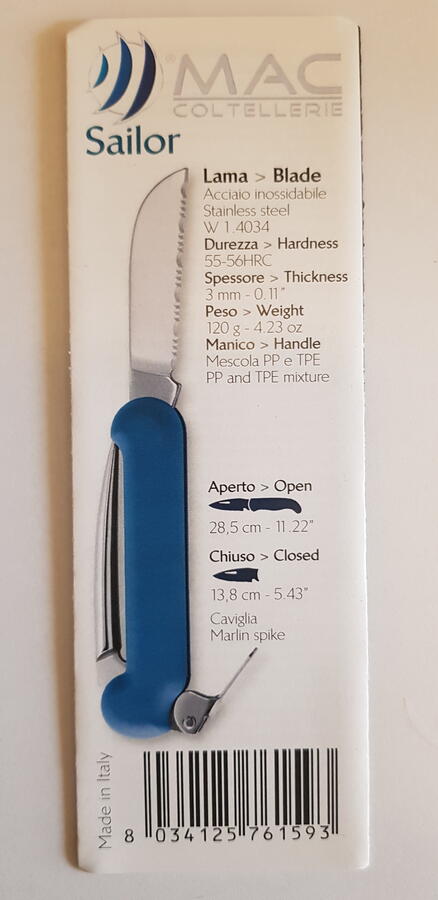 ® MAC
COLTELLERIE
Sailor
Lama > Blade
Acciaio inossidabile
Stainless steel
W 1.4034
Durezza > Hardness
55-56HRC
Spessore > Thickness
3 mm - 0.11"
Peso > Weight
120 g - 4.23 oz
Manico > Handle
Mescola PP e TPE
PP and TPE mixture
Aperto > Open
28,5 cm - 11.22"
Chiuso > Closed
13,8 cm - 5.43"
Caviglia
Marlin spike
Made in Italy
8 034125 761593